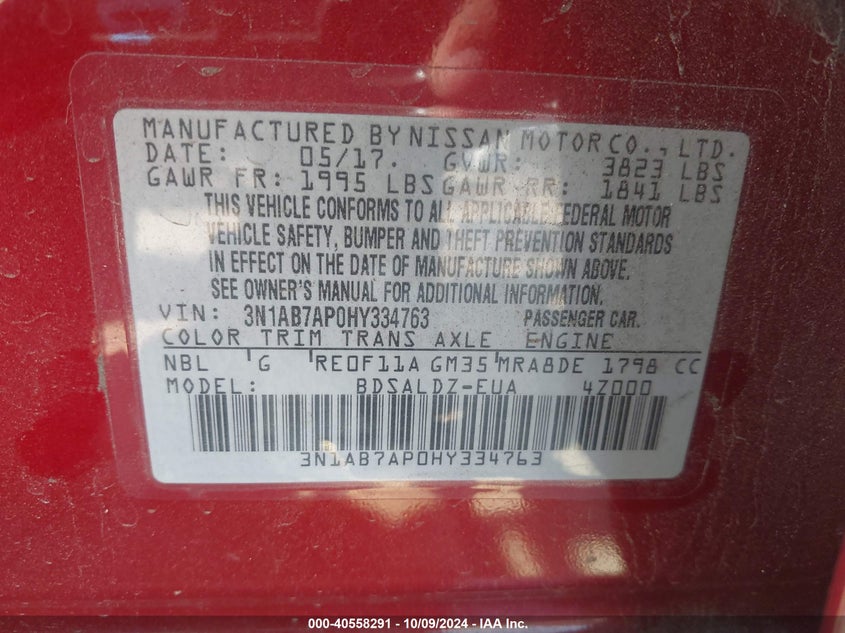 MANUFACTURED BY NISSAN MOTOR CO., LTD.
DATE: 05/17. GVWR: 3823 LBS
GAWR FR: 1995 LBS GAWR RR: 1841 LBS
THIS VEHICLE CONFORMS TO ALL APPLICABLE FEDERAL MOTOR
VEHICLE SAFETY, BUMPER AND THEFT PREVENTION STANDARDS
IN EFFECT ON THE DATE OF MANUFACTURE SHOWN ABOVE.
SEE OWNER'S MANUAL FOR ADDITIONAL INFORMATION.
VIN: 3N1AB7AP0HY334763 PASSENGER CAR.
COLOR TRIM TRANS AXLE ENGINE
NBL G RE0F11A GM35 MRA8DE 1798 CC
MODEL: BDSALDZ-EUA 4Z000
3N1AB7AP0HY334763
000-40558291 - 10/09/2024 - IAA Inc.